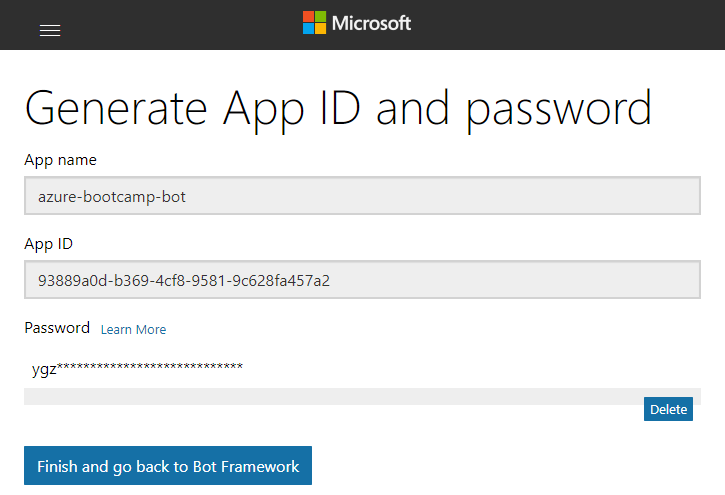 Microsoft
Generate App ID and password
App name
azure-bootcamp-bot
App ID
93889a0d-b369-4cf8-9581-9c628fa457a2
Password Learn More
ygz****************************
Delete
Finish and go back to Bot Framework